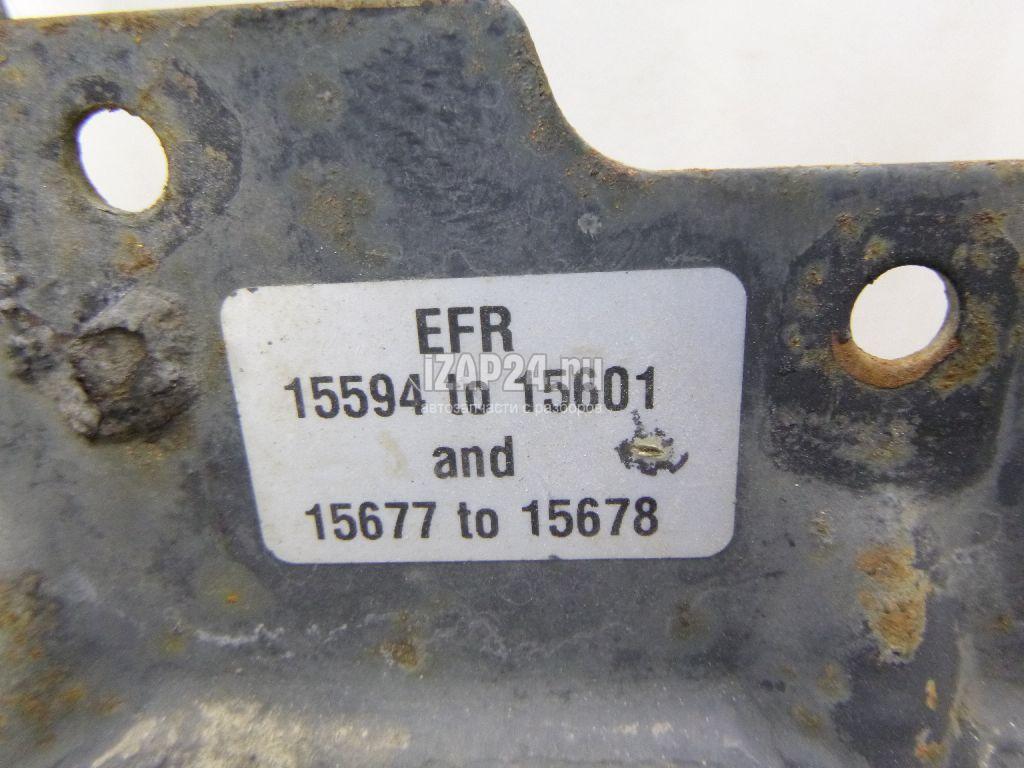 EFR
iZAP24.ru
15594 to 15601
автозапчасти с разборов
and
15677 to 15678